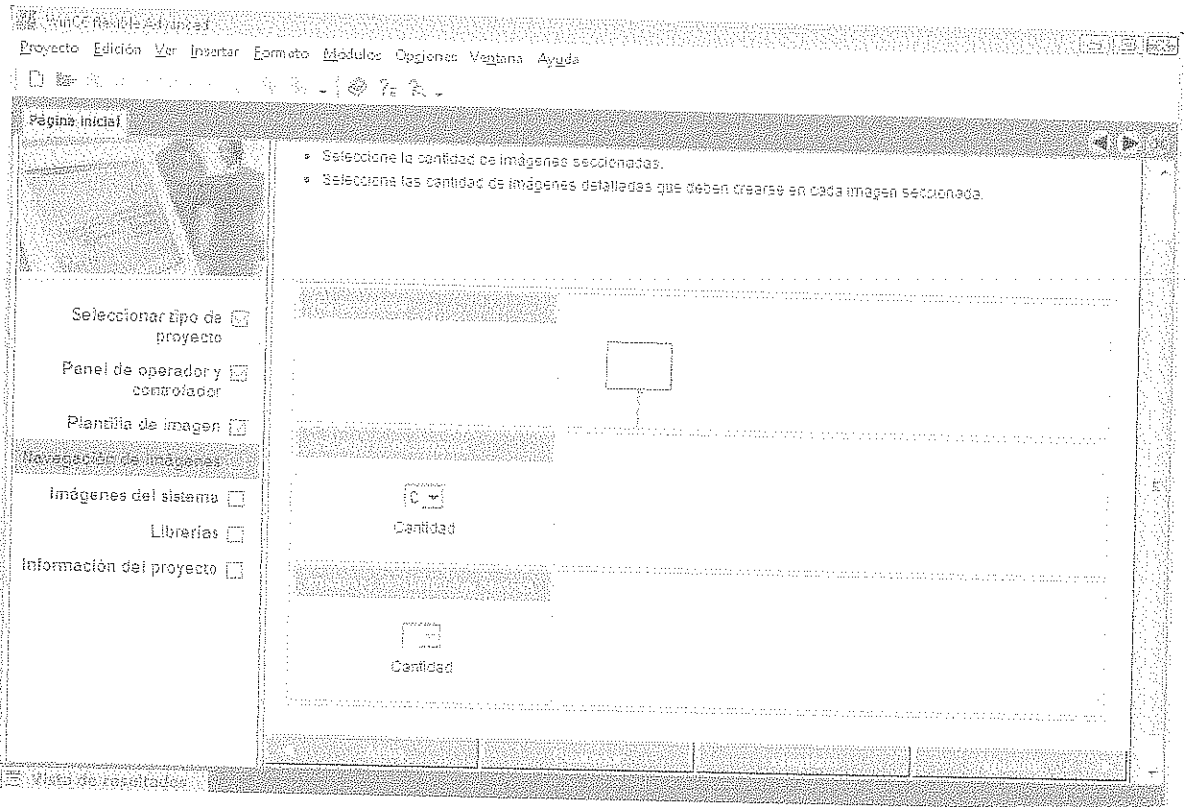 WinCC flexible Advanced
Proyecto Edición Ver Insertar Formato Módulos Opciones Ventana Ayuda
Página inicial
• Seleccione la cantidad de imágenes seccionadas.
• Seleccione las cantidad de imágenes detalladas que deben crearse en cada imagen seccionada.
Seleccionar tipo de
proyecto
Panel de operador y
controlador
Plantilla de imagen
Navegación de imágenes
Imágenes del sistema
Librerías
Información del proyecto
Cantidad
Cantidad
Vista de resultados